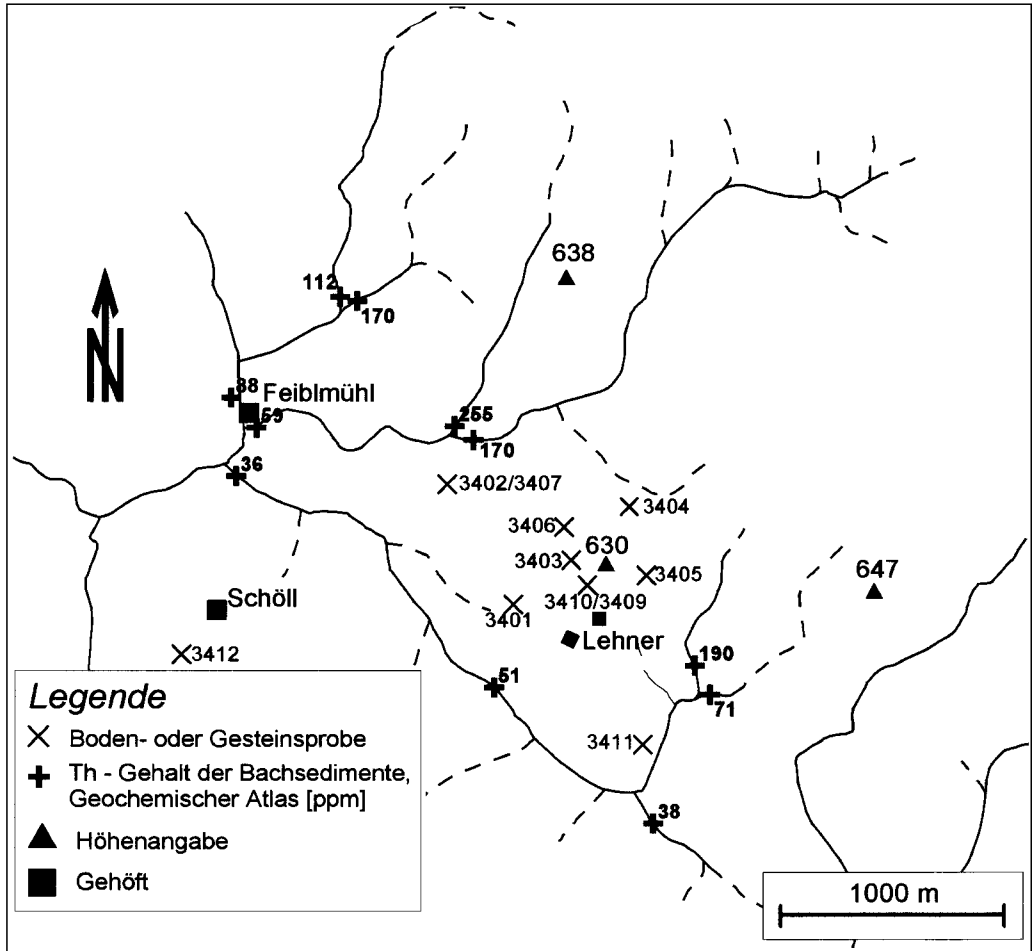 638
112
170
N
88
Feiblmühl
59
255
170
36
3402/3407
3404
3406
630
3403
3405
647
3410/3409
3401
Schöll
Lehner
3412
190
51
71
3411
38
Legende
Boden- oder Gesteinsprobe
Th - Gehalt der Bachsedimente,
Geochemischer Atlas [ppm]
Höhenangabe
Gehöft
1000 m